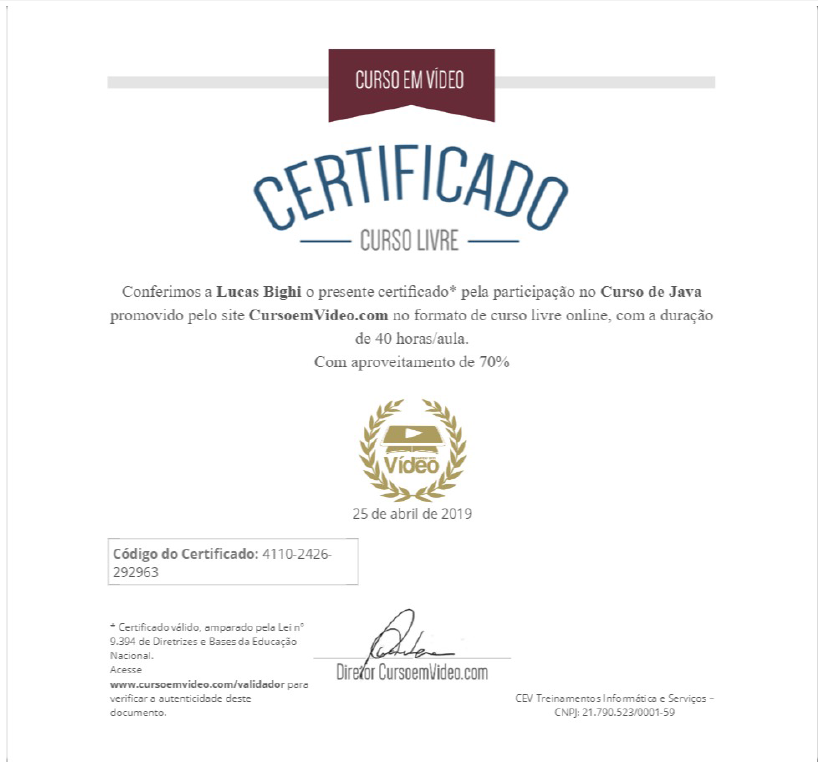 CURSO EM VÍDEO
CERTIFICADO
CURSO LIVRE
Conferimos a Lucas Bighi o presente certificado* pela participação no Curso de Java
promovido pelo site CursoemVideo.com no formato de curso livre online, com a duração
de 40 horas/aula.
Com aproveitamento de 70%
Vídeo
25 de abril de 2019
Código do Certificado: 4110-2426-
292963
* Certificado válido, amparado pela Lei nº
9.394 de Diretrizes e Bases da Educação
Nacional.
Acesse
www.cursoemvideo.com/validador para
verificar a autenticidade deste
documento.
Diretor CursoemVideo.com
CEV Treinamentos Informática e Serviços –
CNPJ: 21.790.523/0001-59